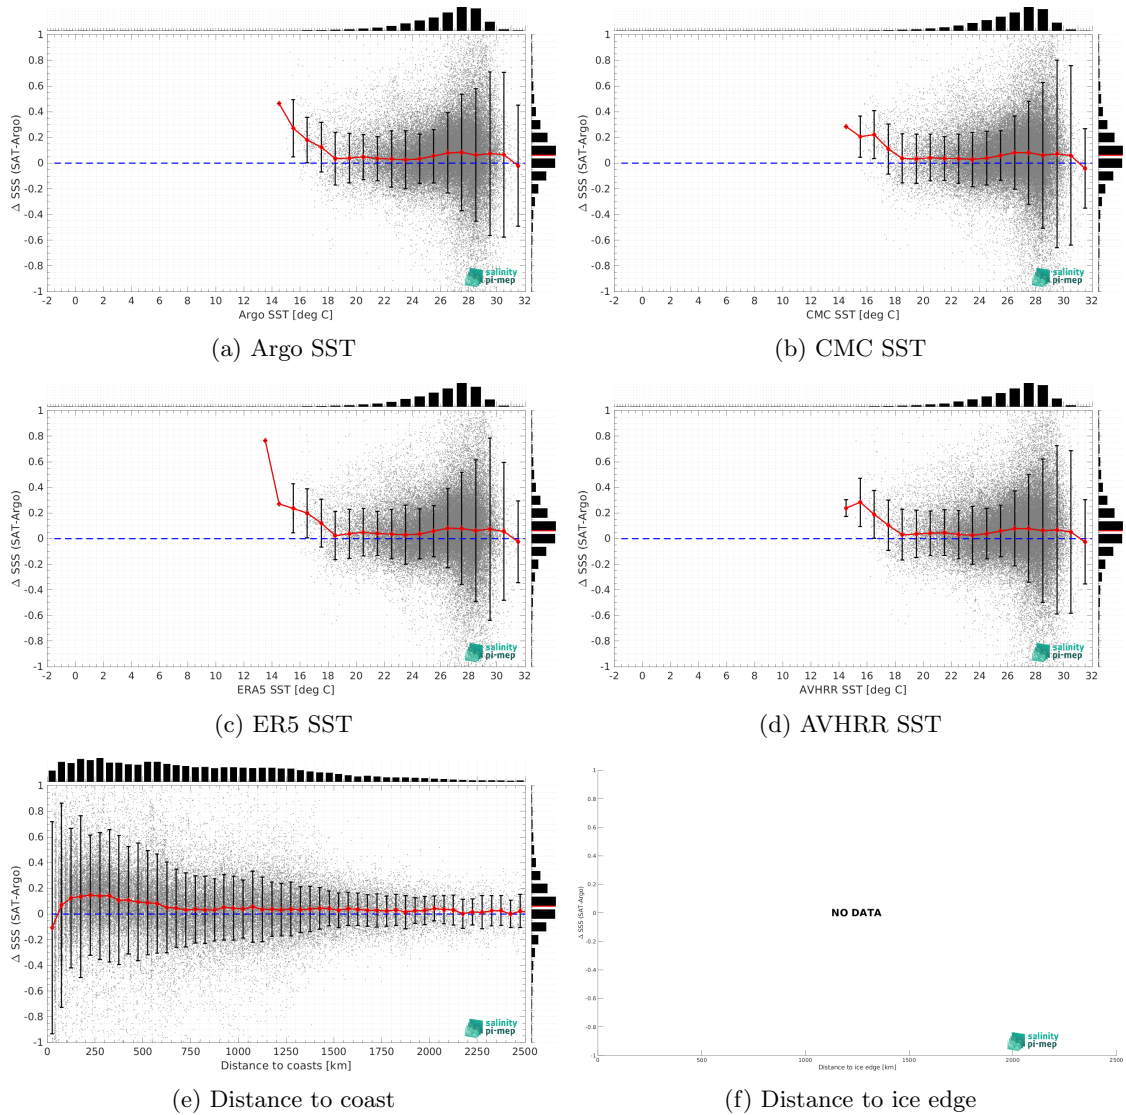 1
0.8
0.6
0.4
0.2
0
-0.2
-0.4
-0.6
-0.8
-1
Δ SSS (SAT-Argo)
salinity
pi-mep
-2 0 2 4 6 8 10 12 14 16 18 20 22 24 26 28 30 32
Argo SST [deg C]
(a) Argo SST
1
0.8
0.6
0.4
0.2
0
-0.2
-0.4
-0.6
-0.8
-1
Δ SSS (SAT-Argo)
salinity
pi-mep
-2 0 2 4 6 8 10 12 14 16 18 20 22 24 26 28 30 32
CMC SST [deg C]
(b) CMC SST
1
0.8
0.6
0.4
0.2
0
-0.2
-0.4
-0.6
-0.8
-1
Δ SSS (SAT-Argo)
salinity
pi-mep
-2 0 2 4 6 8 10 12 14 16 18 20 22 24 26 28 30 32
ERA5 SST [deg C]
(c) ER5 SST
1
0.8
0.6
0.4
0.2
0
-0.2
-0.4
-0.6
-0.8
-1
Δ SSS (SAT-Argo)
salinity
pi-mep
-2 0 2 4 6 8 10 12 14 16 18 20 22 24 26 28 30 32
AVHRR SST [deg C]
(d) AVHRR SST
1
0.8
0.6
0.4
0.2
0
-0.2
-0.4
-0.6
-0.8
-1
Δ SSS (SAT-Argo)
salinity
pi-mep
0 250 500 750 1000 1250 1500 1750 2000 2250 2500
Distance to coasts [km]
(e) Distance to coast
1
0.8
0.6
0.4
0.2
0
-0.2
-0.4
-0.6
-0.8
-1
Δ SSS (SAT-Argo)
NO DATA
salinity
pi-mep
0 500 1000 1500 2000 2500
Distance to ice edge [km]
(f) Distance to ice edge